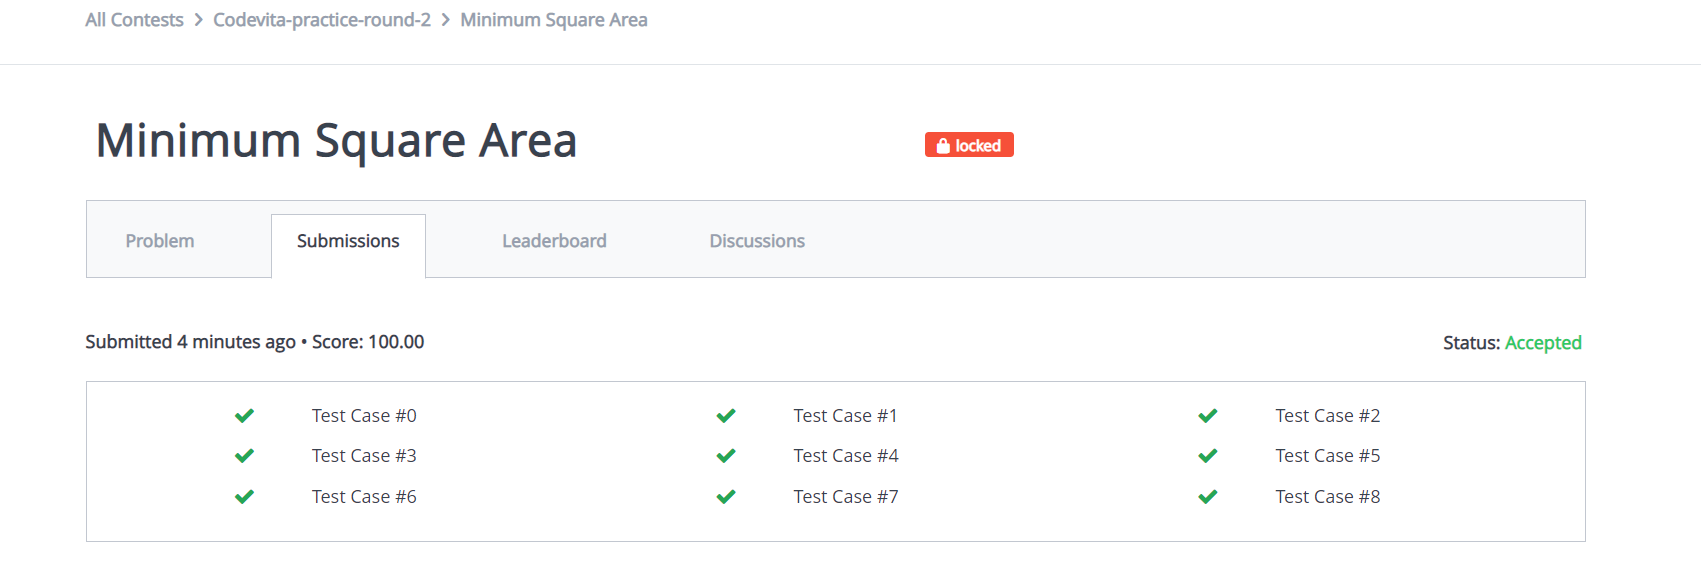 All Contests > Codevita-practice-round-2 > Minimum Square Area
Minimum Square Area
locked
Problem Submissions Leaderboard Discussions
Submitted 4 minutes ago • Score: 100.00
Status: Accepted
Test Case #0 Test Case #1 Test Case #2
Test Case #3 Test Case #4 Test Case #5
Test Case #6 Test Case #7 Test Case #8